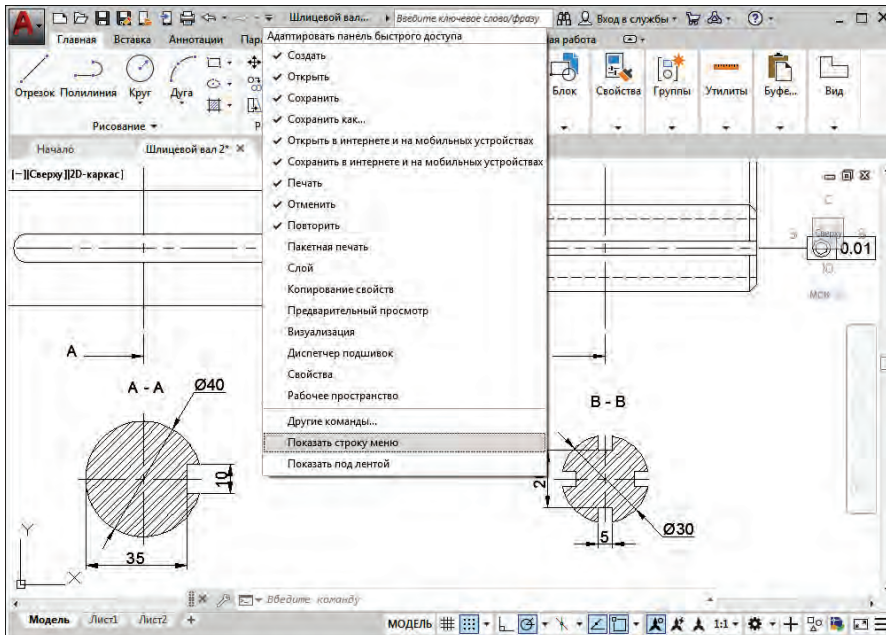 Шлицевой вал...
Введите ключевое слово/фразу
Вход в службы
Главная Вставка Аннотации
ая работа
Адаптировать панель быстрого доступа
✓ Создать
✓ Открыть
✓ Сохранить
✓ Сохранить как...
✓ Открыть в интернете и на мобильных устройствах
✓ Сохранить в интернете и на мобильных устройствах
✓ Печать
✓ Отменить
✓ Повторить
Пакетная печать
Слой
Копирование свойств
Предварительный просмотр
Визуализация
Диспетчер подшивок
Свойства
Рабочее пространство
Другие команды...
Показать строку меню
Показать под лентой
Отрезок Полилиния Круг Дуга
Блок Свойства Группы Утилиты Буфе... Вид
Рисование
Начало Шлицевой вал 2*
[−][Сверху][2D-каркас]
С
Сверху
Ю
МСК
0.01
А
А - А
Ø40
10
35
В - В
5
Ø30
Y
X
Введите команду
Модель Лист1 Лист2 +
МОДЕЛЬ
1:1